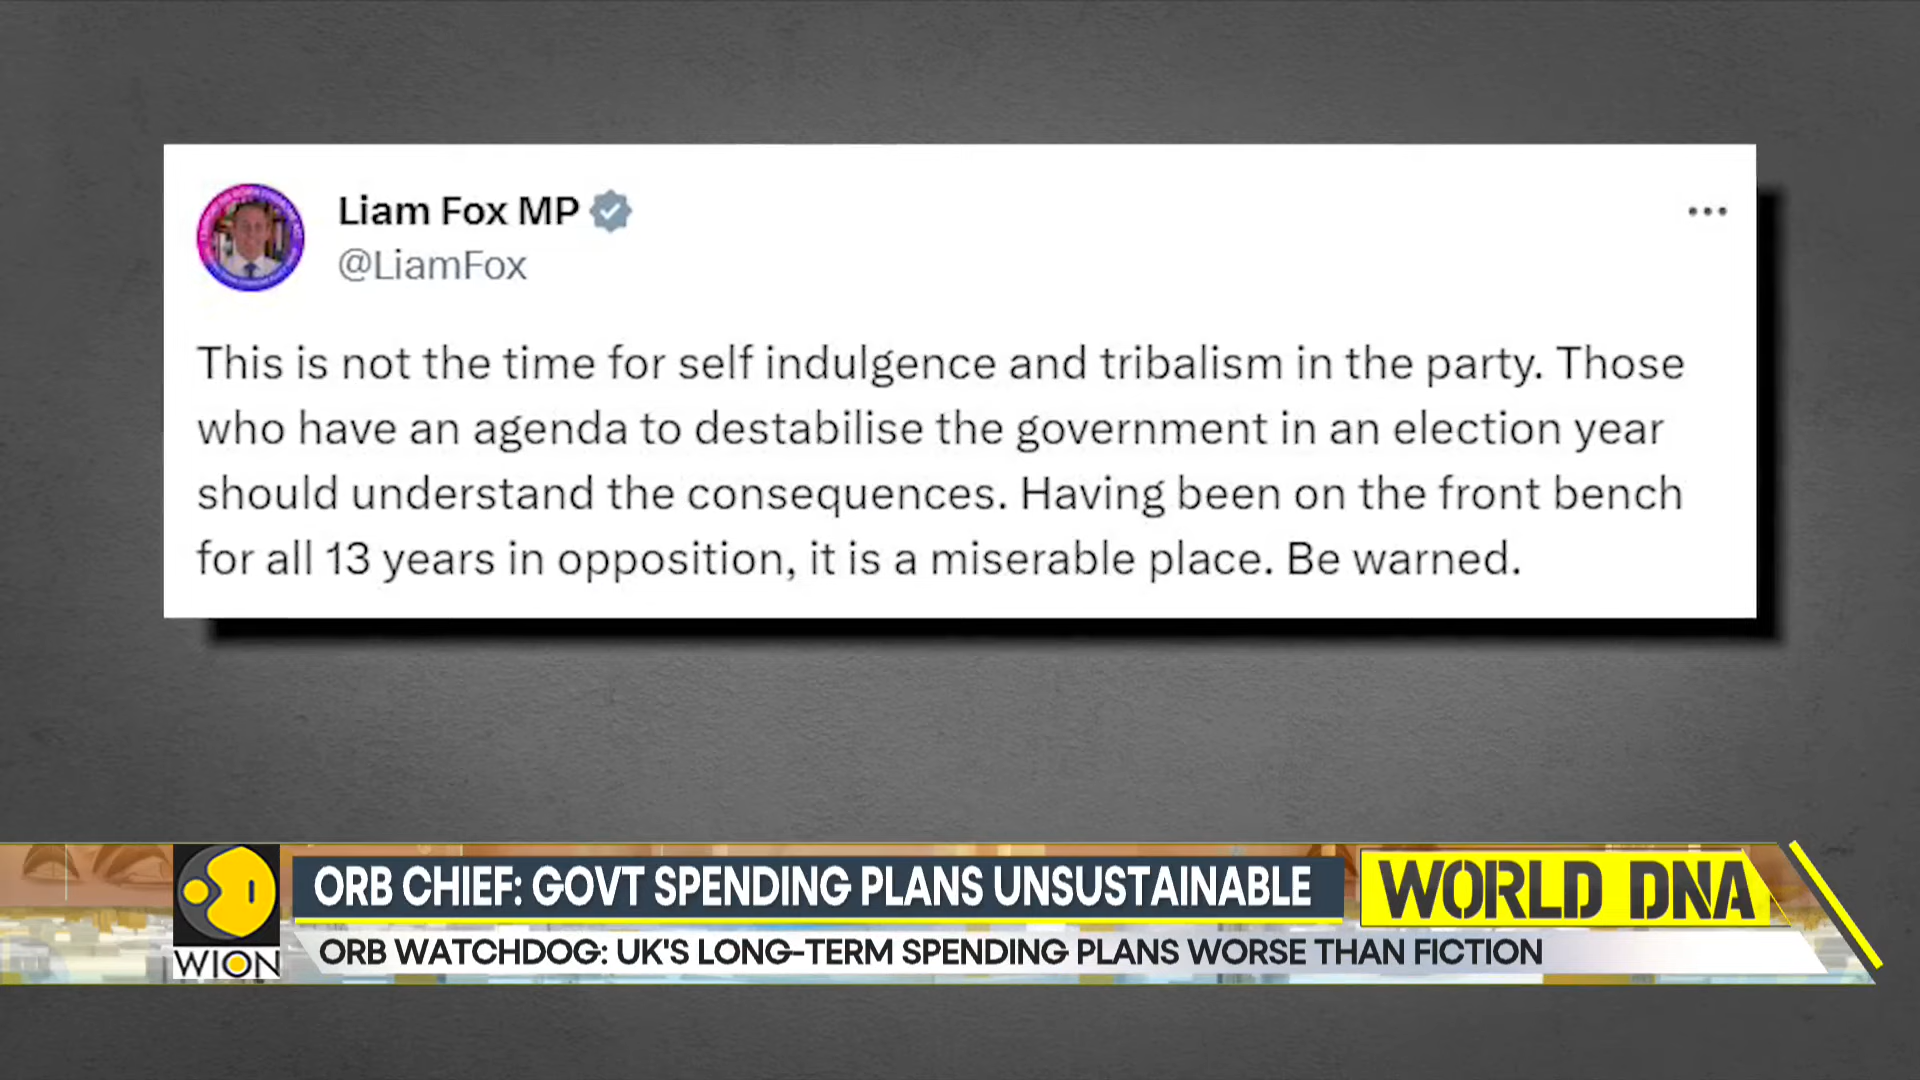 Liam Fox MP
@LiamFox
This is not the time for self indulgence and tribalism in the party. Those
who have an agenda to destabilise the government in an election year
should understand the consequences. Having been on the front bench
for all 13 years in opposition, it is a miserable place. Be warned.
ORB CHIEF: GOVT SPENDING PLANS UNSUSTAINABLE
WORLD DNA
ORB WATCHDOG: UK'S LONG-TERM SPENDING PLANS WORSE THAN FICTION
WION